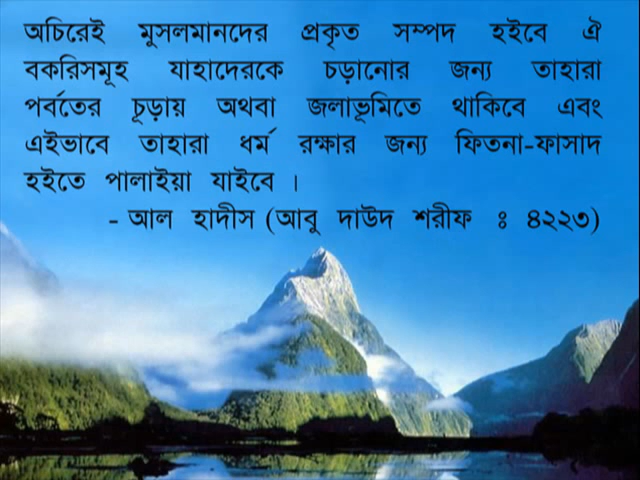 অচিরেই মুসলমানদের প্রকৃত সম্পদ হইবে ঐ
বকরিসমূহ যাহাদেরকে চড়ানোর জন্য তাহারা
পর্বতের চূড়ায় অথবা জলাভূমিতে থাকিবে এবং
এইভাবে তাহারা ধর্ম রক্ষার জন্য ফিতনা-ফাসাদ
হইতে পালাইয়া যাইবে ।
- আল হাদীস (আবু দাউদ শরীফ ঃ ৪২২৩)